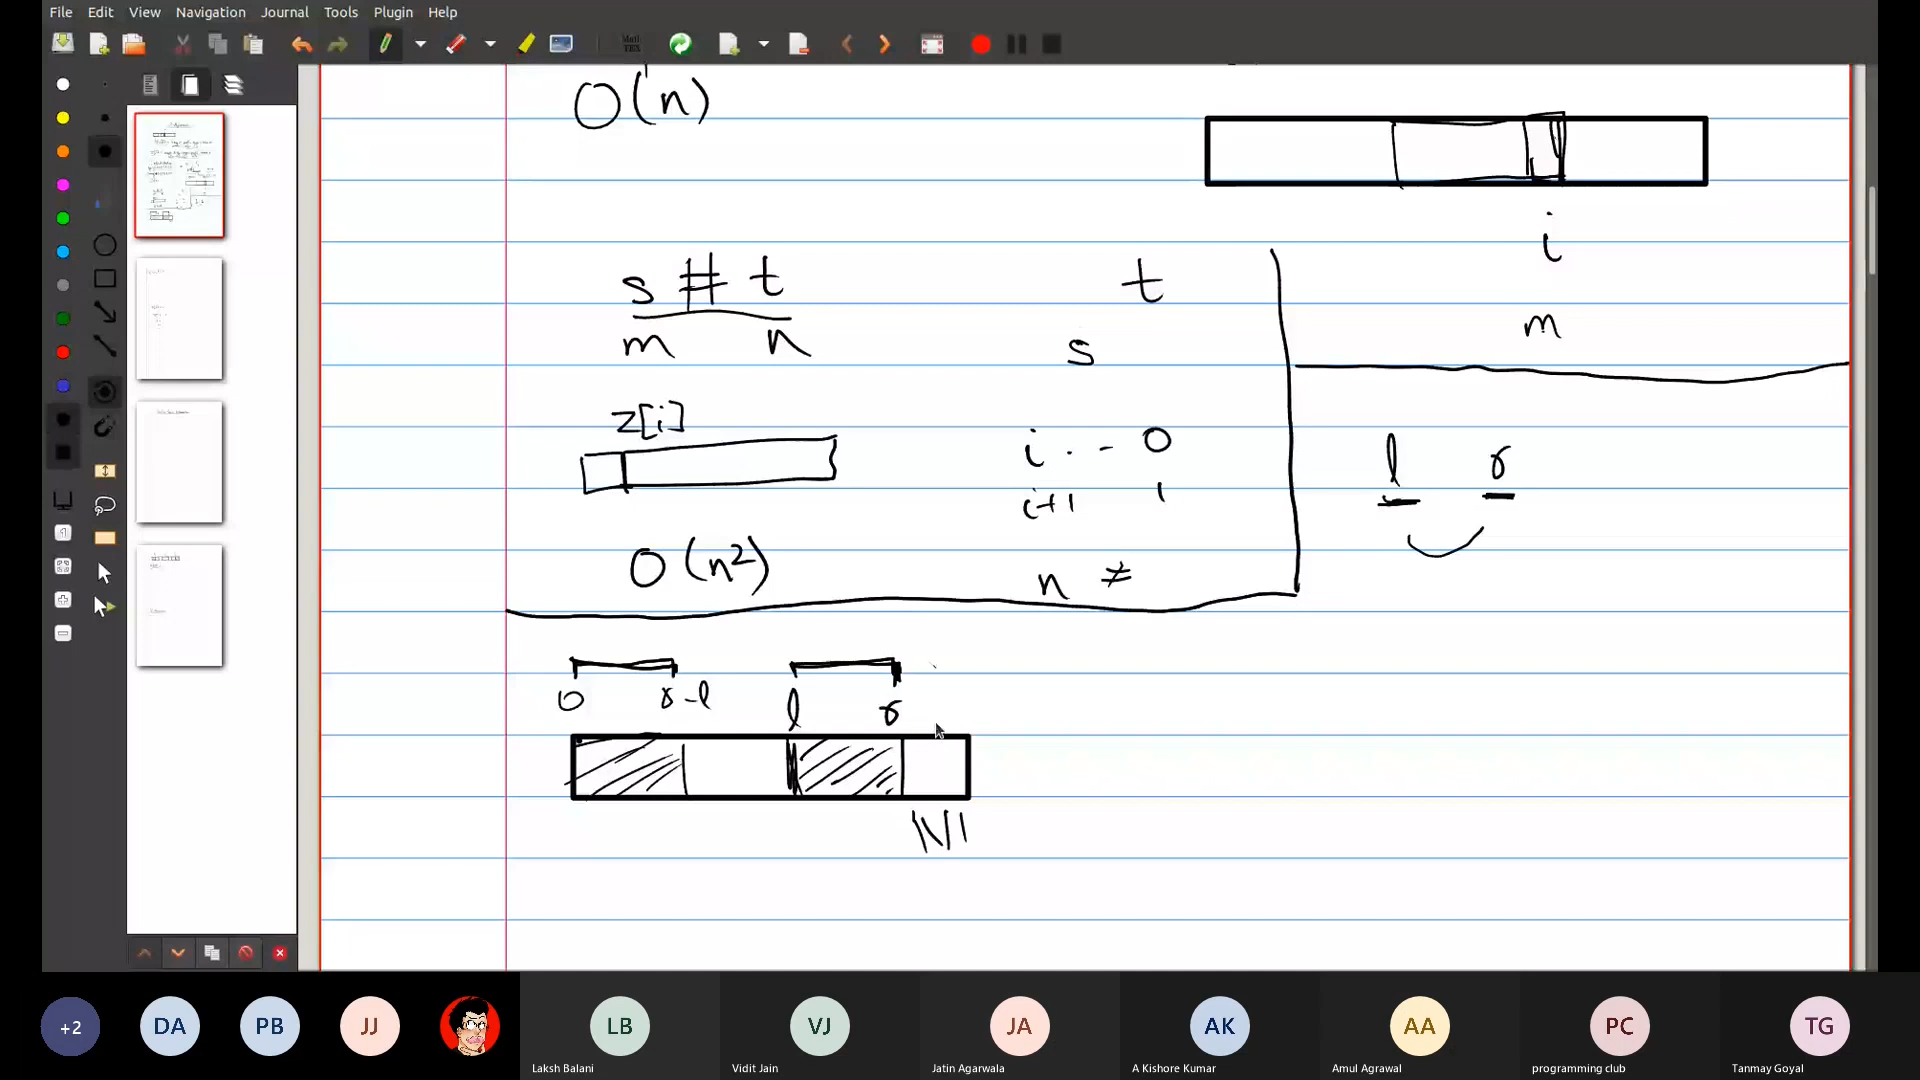 File Edit View Navigation Journal Tools Plugin Help
O(n)
i
m
s # t
m n
t
s
z[i]
i . . - 0
i+1 1
O(n²)
n ≠
l r
0 r-l l r
+2 DA PB JJ LB VJ JA AK AA PC TG
Laksh Balani Vidit Jain Jatin Agarwala A Kishore Kumar Amul Agrawal programming club Tanmay Goyal